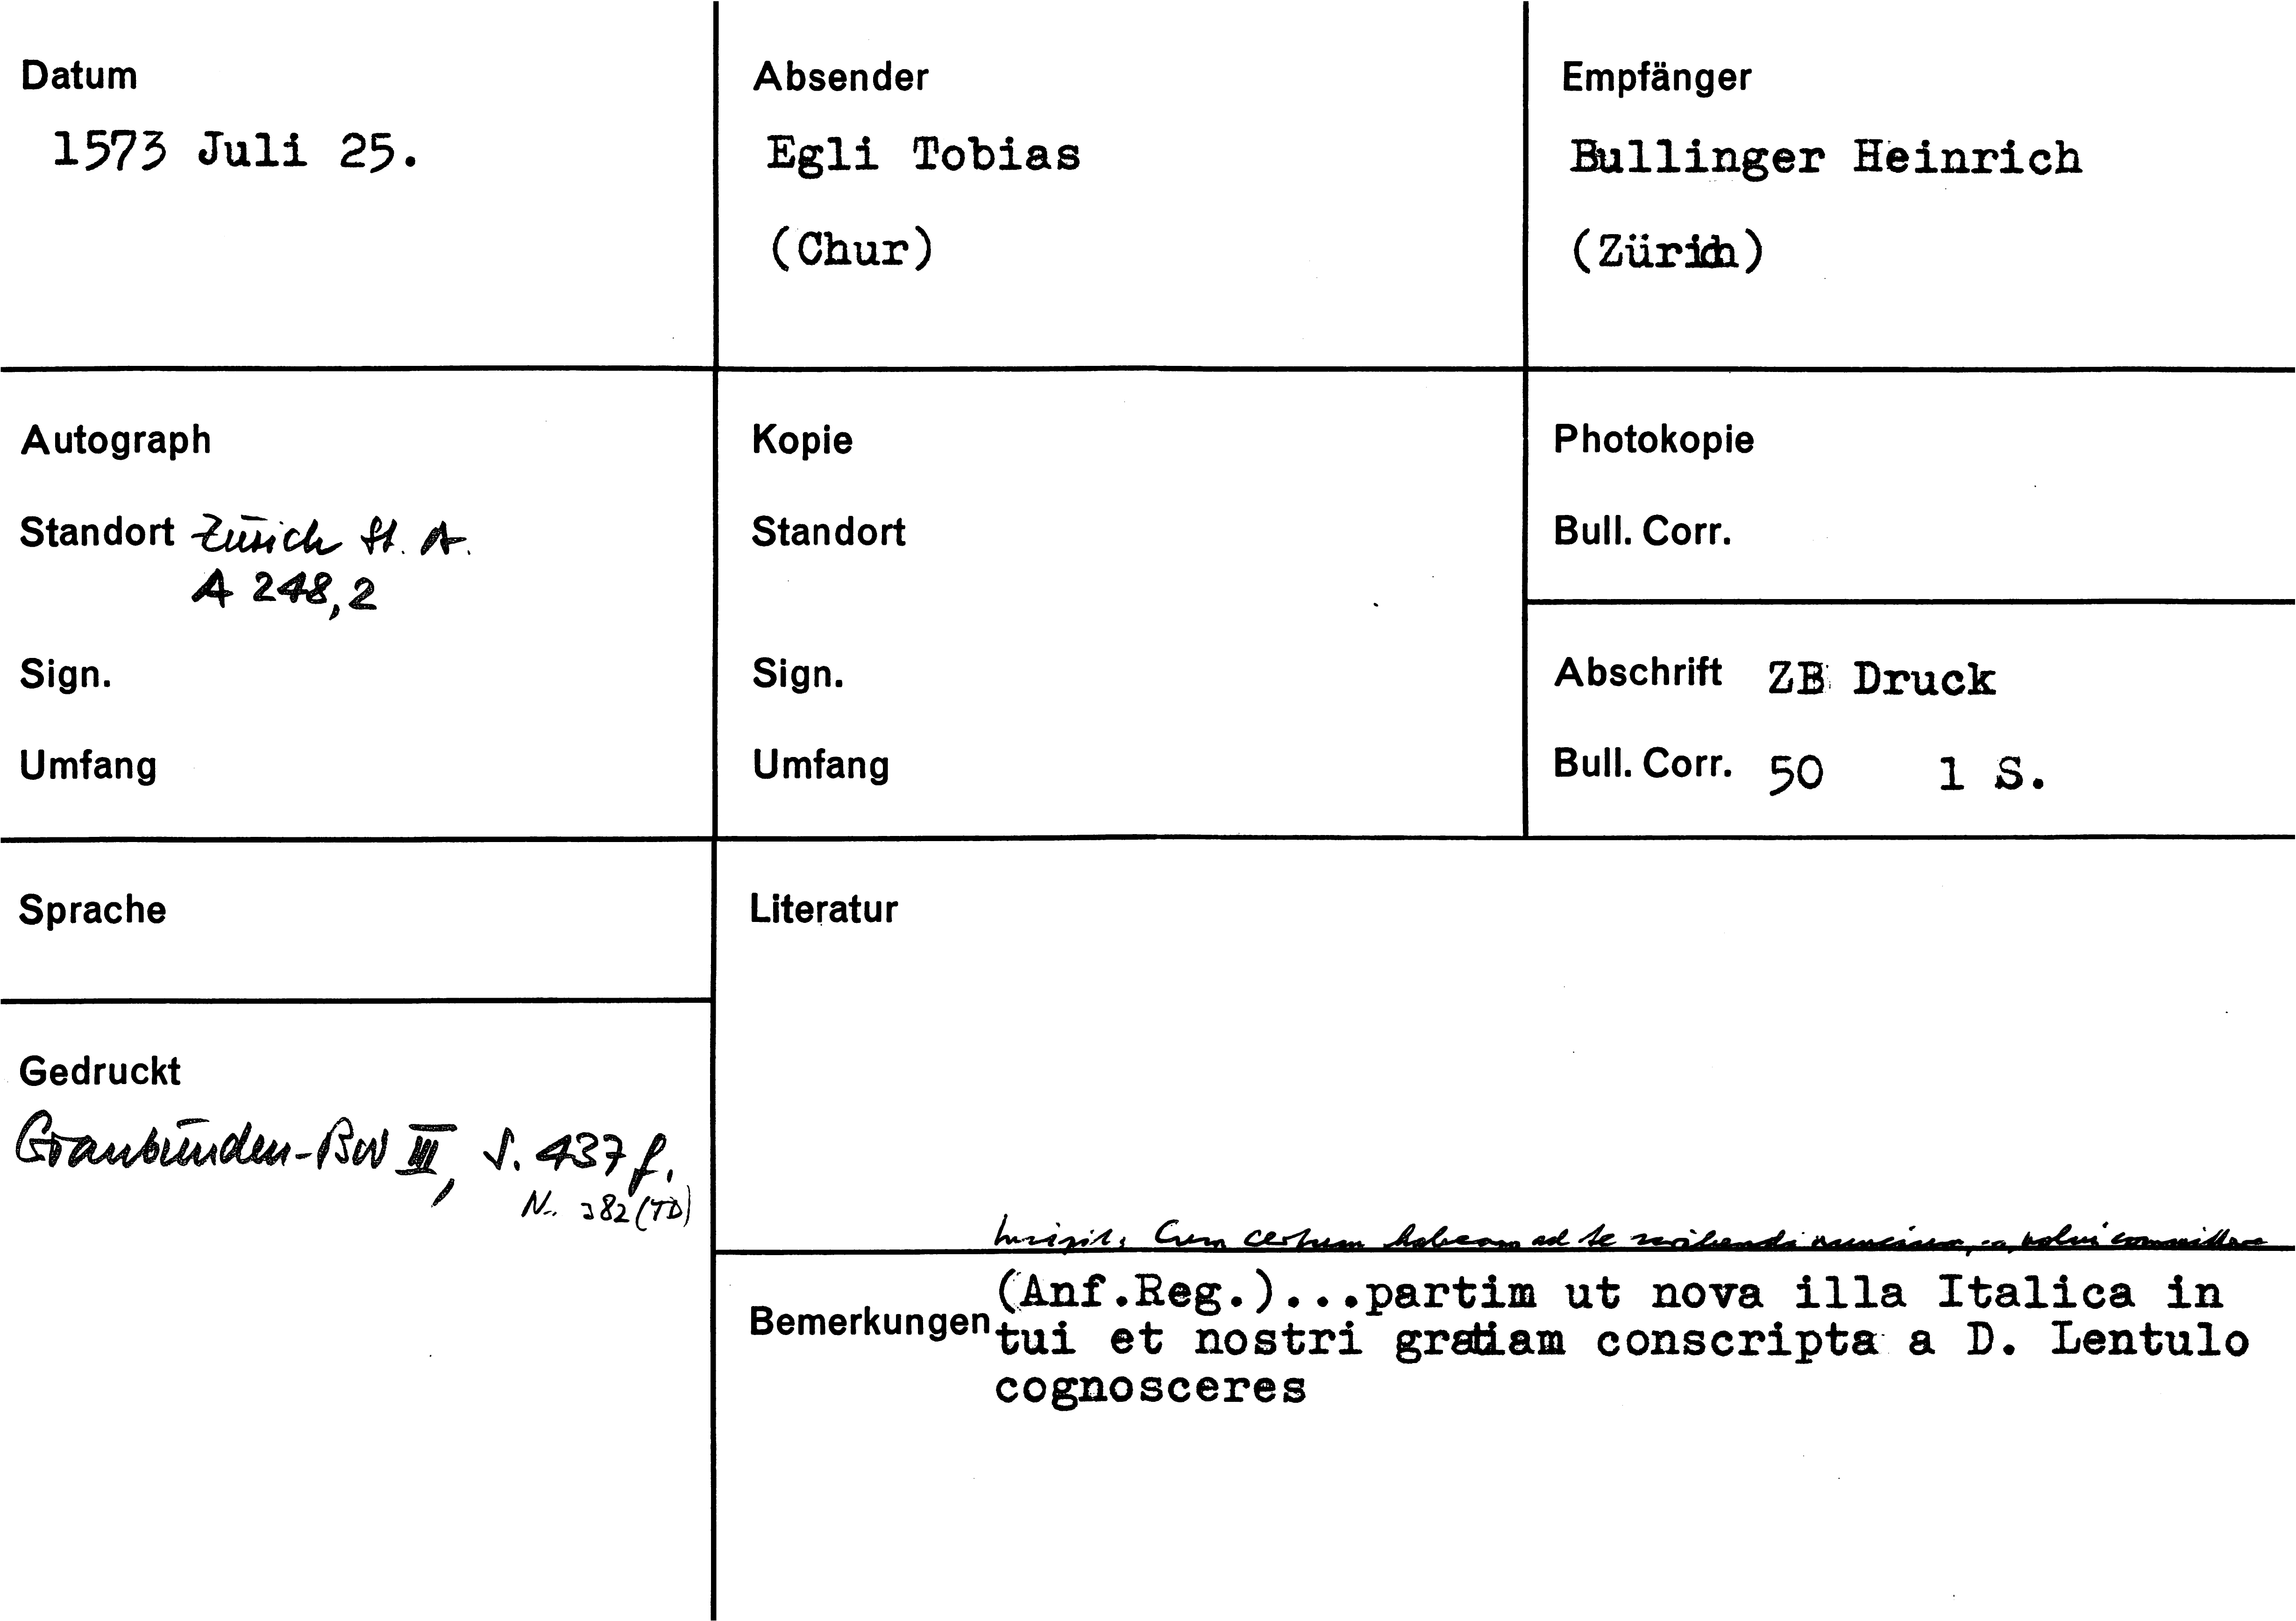 Datum
1573 Juli 25.
Absender
Egli Tobias
(Chur)
Empfänger
Bullinger Heinrich
(Zürich)
Autograph
Standort Zürich St. A.
A 248,2
Sign.
Umfang
Kopie
Standort
Sign.
Umfang
Photokopie
Bull. Corr.
Abschrift ZB Druck
Bull. Corr. 50 1 S.
Sprache
Gedruckt
Graubünden-BW III, S. 437 f.
Nr. 382 (TD)
Literatur
Incipit: Cum certum habeam ad te scribendi nuncium, volui committere
Bemerkungen
(Anf.Reg.)...partim ut nova illa Italica in
tui et nostri gratiam conscripta a D. Lentulo
cognosceres